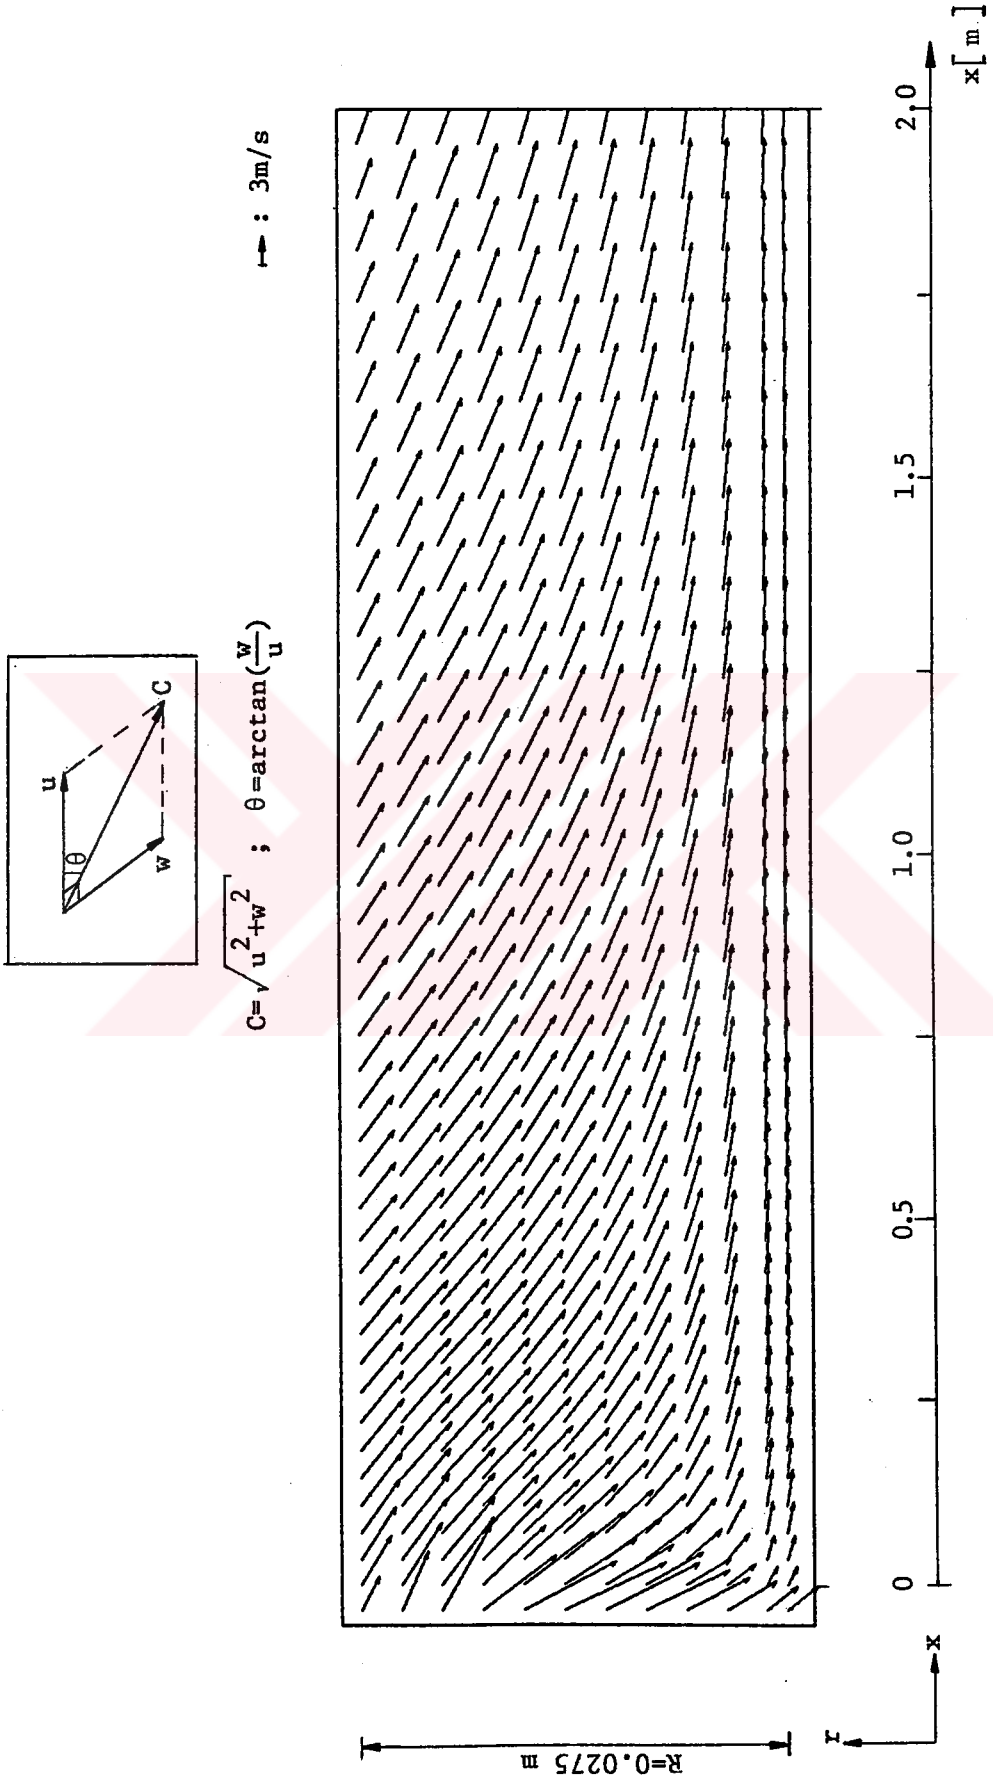 u
θ
w
C
C=√u²+w² ; θ=arctan(w/u)
: 3m/s
R=0.0275 m
r
x
0
0.5
1.0
1.5
2.0
x[m]